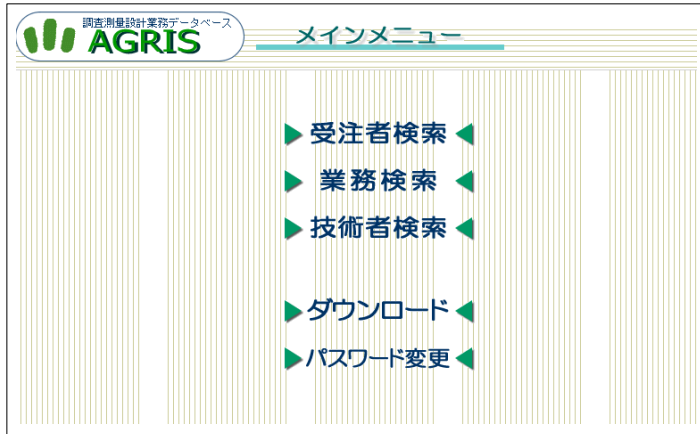 調査測量設計業務データベース
AGRIS
メインメニュー
受注者検索
業務検索
技術者検索
ダウンロード
パスワード変更